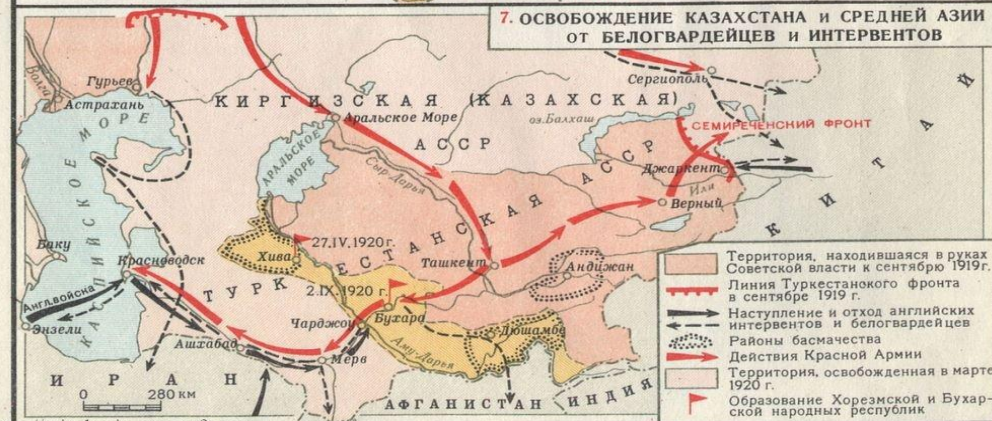 7. ОСВОБОЖДЕНИЕ КАЗАХСТАНА и СРЕДНЕЙ АЗИИ
ОТ БЕЛОГВАРДЕЙЦЕВ и ИНТЕРВЕНТОВ
Волга
Гурьев
Астрахань
КИРГИЗСКАЯ (КАЗАХСКАЯ)
АССР
Аральское Море
Сергиополь
оз.Балхаш
СЕМИРЕЧЕНСКИЙ ФРОНТ
КИТАЙ
КАСПИЙСКОЕ МОРЕ
АРАЛЬСКОЕ
МОРЕ
Сыр-Дарья
Джаркент
Или
Верный
Баку
27.IV.1920 г.
Хива
ТУРКЕСТАНСКАЯ АССР
Ташкент
Андижан
Красноводск
2.IX.1920 г.
Англ.войска
Энзели
Бухара
Чарджоу
Дюшамбе
Ашхабад
Мерв
Аму-Дарья
ИРАН
0 280 км
АФГАНИСТАН
ИНДИЯ
Территория, находившаяся в руках
Советской власти к сентябрю 1919г.
Линия Туркестанского фронта
в сентябре 1919 г.
Наступление и отход английских
интервентов и белогвардейцев
Районы басмачества
Действия Красной Армии
Территория, освобожденная в марте
1920 г.
Образование Хорезмской и Бухар-
ской народных республик